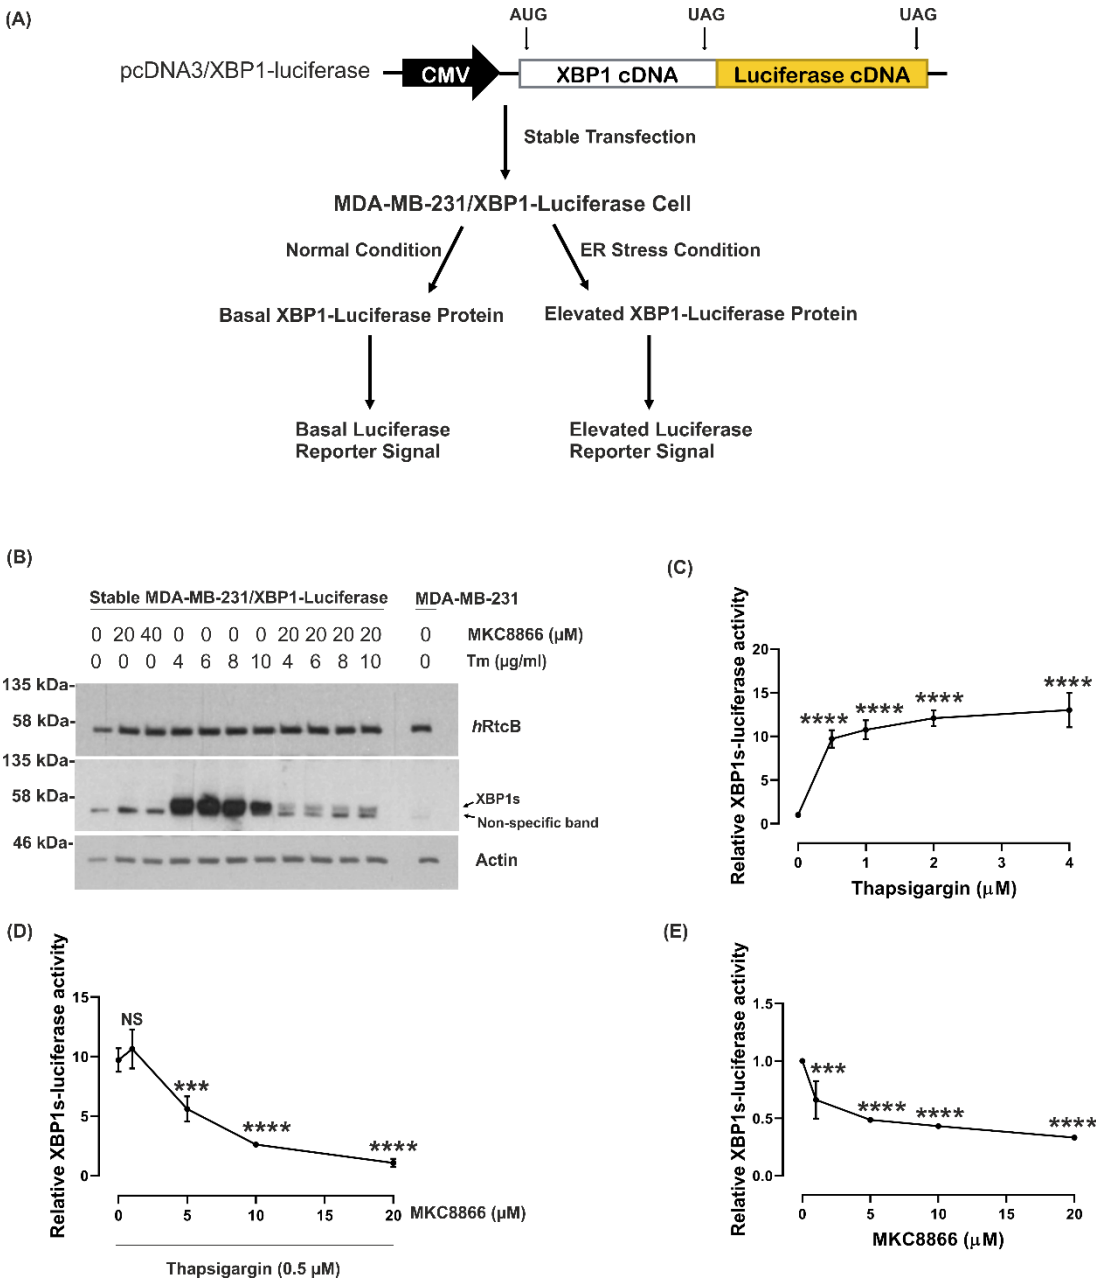 (A)
AUG UAG UAG
pcDNA3/XBP1-luciferase CMV XBP1 cDNA Luciferase cDNA
Stable Transfection
MDA-MB-231/XBP1-Luciferase Cell
Normal Condition ER Stress Condition
Basal XBP1-Luciferase Protein Elevated XBP1-Luciferase Protein
Basal Luciferase
Reporter Signal
Elevated Luciferase
Reporter Signal
(B)
Stable MDA-MB-231/XBP1-Luciferase MDA-MB-231
0 20 40 0 0 0 0 20 20 20 20 0 MKC8866 (μM)
0 0 0 4 6 8 10 4 6 8 10 0 Tm (μg/ml)
135 kDa-
58 kDa-
hRtcB
135 kDa-
58 kDa-
XBP1s
Non-specific band
46 kDa-
Actin
(C)
Relative XBP1s-luciferase activity
20
15
10
5
0
**** **** **** ****
0 1 2 3 4
Thapsigargin (μM)
(D)
Relative XBP1s-luciferase activity
15
10
5
0
NS *** **** ****
0 5 10 15 20 MKC8866 (μM)
Thapsigargin (0.5 μM)
(E)
Relative XBP1s-luciferase activity
1.5
1.0
0.5
0.0
*** **** **** ****
0 5 10 15 20
MKC8866 (μM)